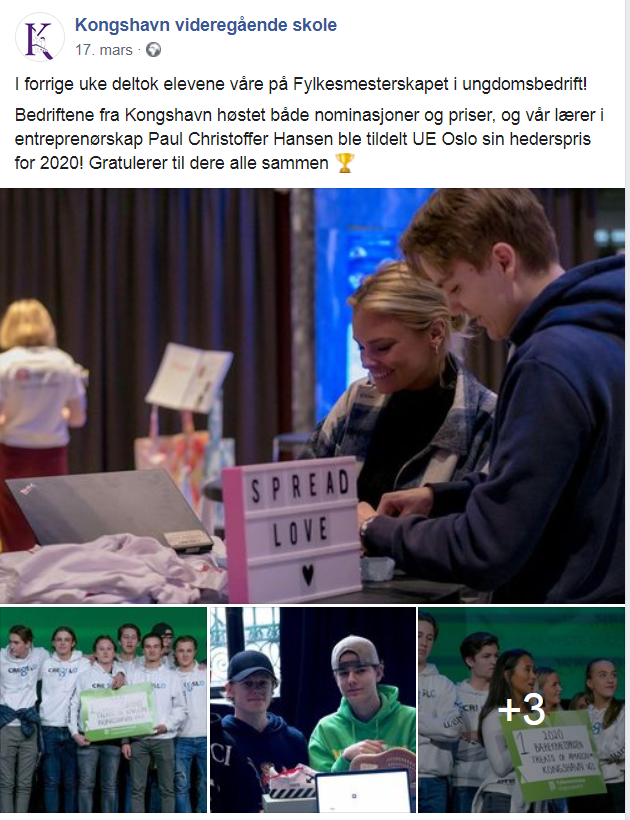 Kongshavn videregående skole
17. mars
I forrige uke deltok elevene våre på Fylkesmesterskapet i ungdomsbedrift!
Bedriftene fra Kongshavn høstet både nominasjoner og priser, og vår lærer i
entreprenørskap Paul Christoffer Hansen ble tildelt UE Oslo sin hederspris
for 2020! Gratulerer til dere alle sammen 🏆
SPREAD
LOVE
♥
+3
1 2020
KONGSHAVN VGS